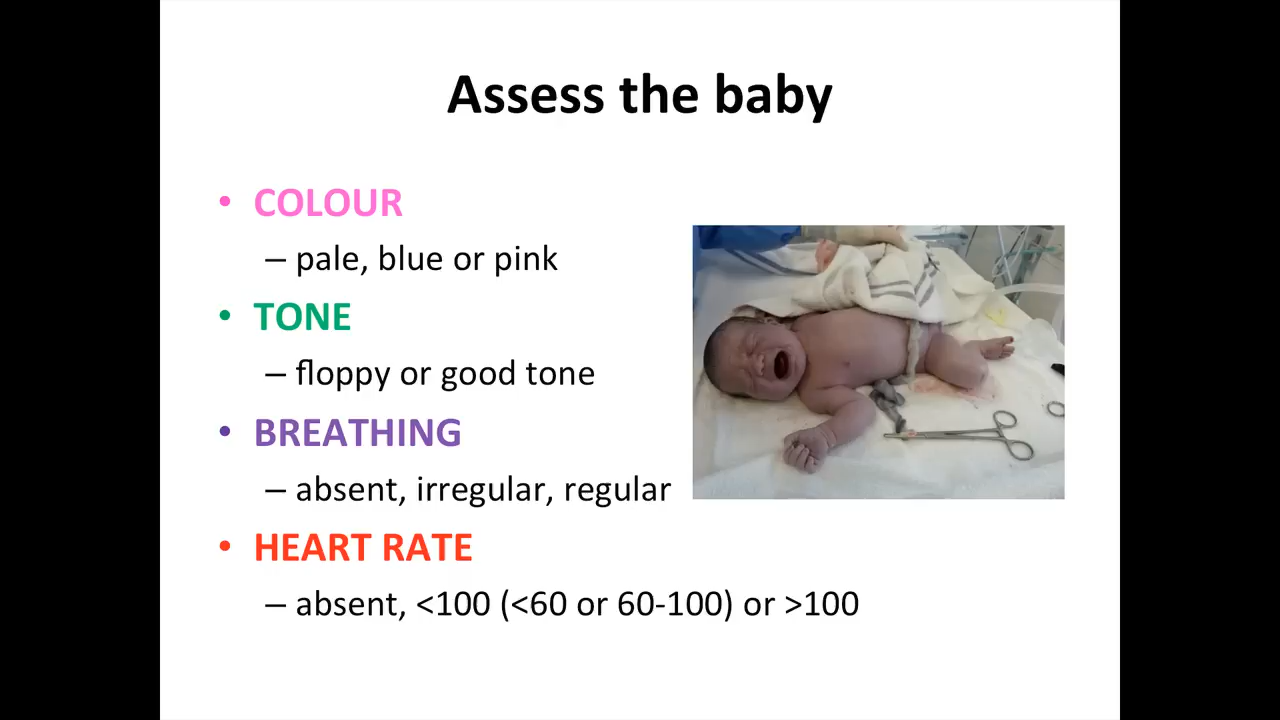 Assess the baby
• COLOUR
– pale, blue or pink
• TONE
– floppy or good tone
• BREATHING
– absent, irregular, regular
• HEART RATE
– absent, <100 (<60 or 60-100) or >100